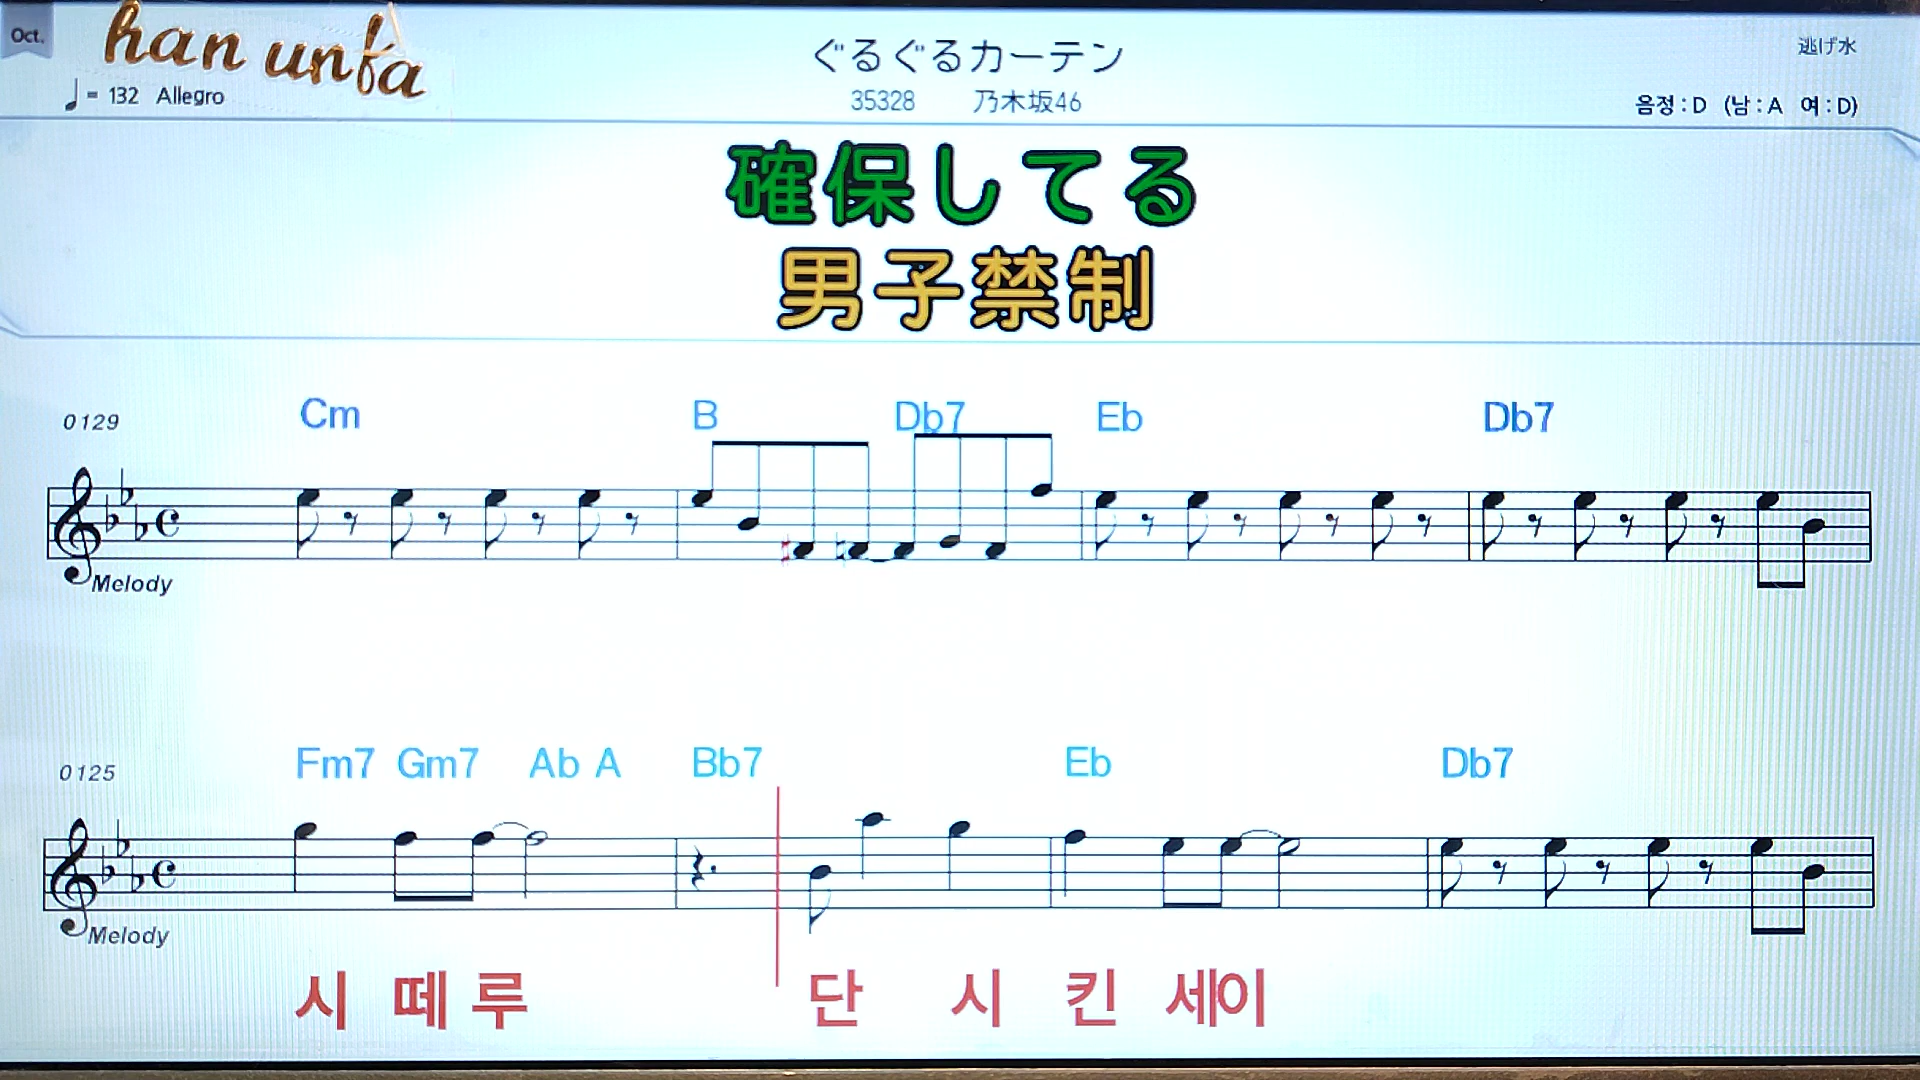 Oct.
han unfa
ぐるぐるカーテン
逃げ水
♩= 132 Allegro
35328 乃木坂46
음정 : D (남 : A 여 : D)
確保してる
男子禁制
0129 Cm B Db7 Eb Db7
Melody
0125 Fm7 Gm7 Ab A Bb7 Eb Db7
Melody
시 떼 루 단 시 킨 세이